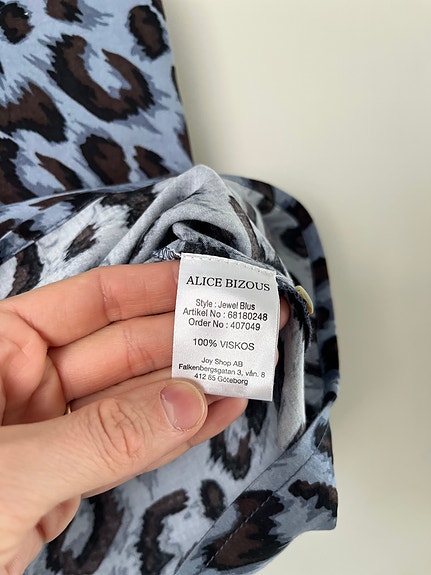 ALICE BIZOUS
Style : Jewel Blus
Artikel No : 68180248
Order No : 407049
100% VISKOS
Joy Shop AB
Falkenbergsgatan 3, vån. 8
412 85 Göteborg